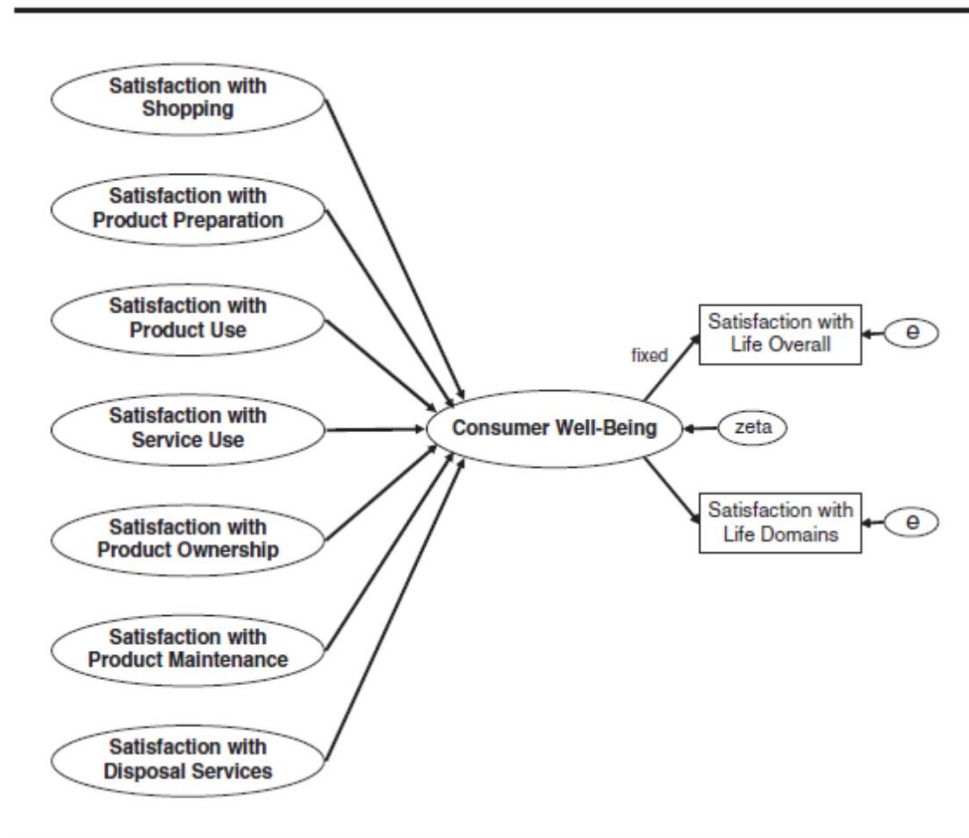 Satisfaction with
Shopping
Satisfaction with
Product Preparation
Satisfaction with
Product Use
Satisfaction with
Service Use
Satisfaction with
Product Ownership
Satisfaction with
Product Maintenance
Satisfaction with
Disposal Services
Consumer Well-Being
fixed
Satisfaction with
Life Overall
e
zeta
Satisfaction with
Life Domains
e